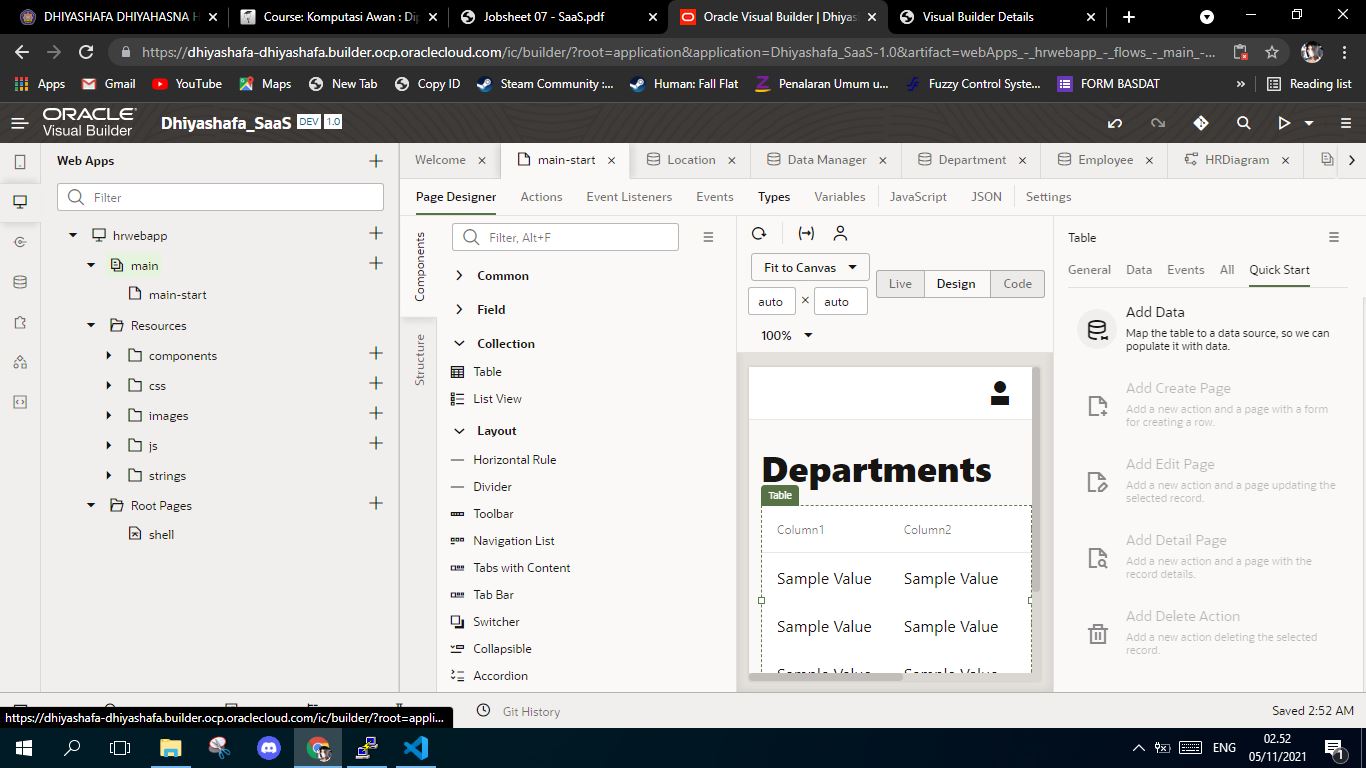 DHIYASHAFA DHIYAHASNA H
Course: Komputasi Awan : Dip
Jobsheet 07 - SaaS.pdf
Oracle Visual Builder | Dhiyash
Visual Builder Details
https://dhiyashafa-dhiyashafa.builder.ocp.oraclecloud.com/ic/builder/?root=application&application=Dhiyashafa_SaaS-1.0&artifact=webApps_-_hrwebapp_-_flows_-_main_-...
Apps
Gmail
YouTube
Maps
New Tab
Copy ID
Steam Community :...
Human: Fall Flat
Penalaran Umum u...
Fuzzy Control Syste...
FORM BASDAT
»
Reading list
ORACLE
Visual Builder
Dhiyashafa_SaaS DEV 1.0
Web Apps
Welcome
main-start
Location
Data Manager
Department
Employee
HRDiagram
Filter
Page Designer
Actions
Event Listeners
Events
Types
Variables
JavaScript
JSON
Settings
hrwebapp
main
main-start
Resources
components
css
images
js
strings
Root Pages
shell
Components
Structure
Filter, Alt+F
Common
Field
Collection
Table
List View
Layout
Horizontal Rule
Divider
Toolbar
Navigation List
Tabs with Content
Tab Bar
Switcher
Collapsible
Accordion
Fit to Canvas
auto × auto
Live
Design
Code
100%
Departments
Table
Column1 Column2
Sample Value Sample Value
Sample Value Sample Value
Sample Value Sample Value
Table
General
Data
Events
All
Quick Start
Add Data
Map the table to a data source, so we can
populate it with data.
Add Create Page
Add a new action and a page with a form
for creating a row.
Add Edit Page
Add a new action and a page updating the
selected record.
Add Detail Page
Add a new action and a page with the
record details.
Add Delete Action
Add a new action deleting the selected
record.
https://dhiyashafa-dhiyashafa.builder.ocp.oraclecloud.com/ic/builder/?root=appli...
Git History
Saved 2:52 AM
ENG
02.52
05/11/2021
1